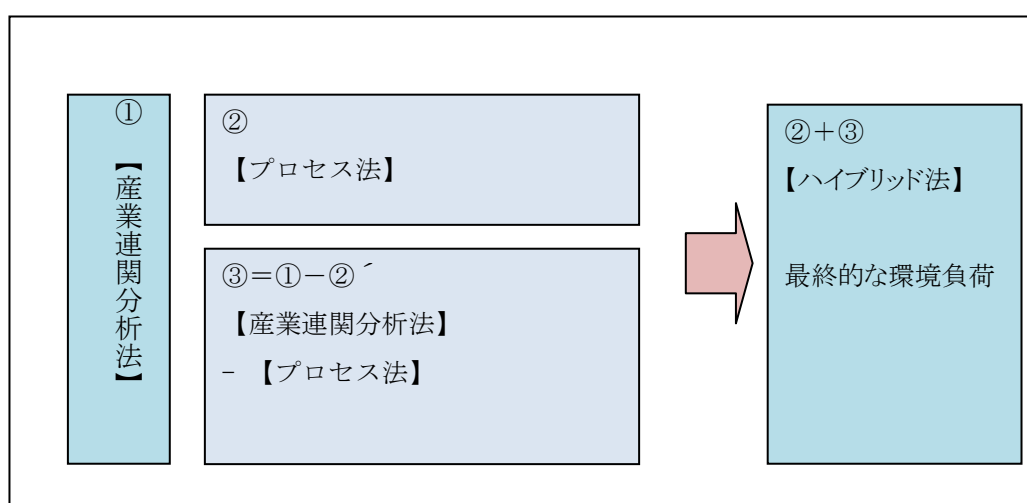 ①
【産業連関分析法】
②
【プロセス法】
③=①-②´
【産業連関分析法】
- 【プロセス法】
②+③
【ハイブリッド法】
最終的な環境負荷